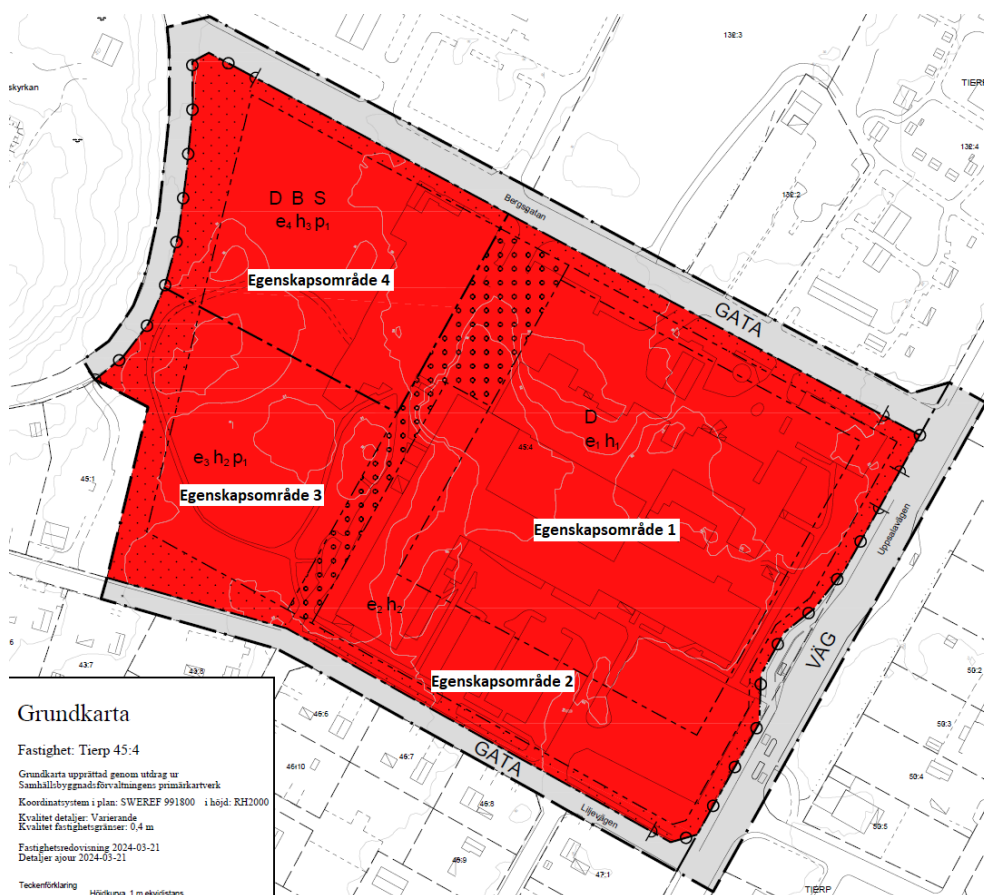 skyrkan
132:3
TIERP
132:4
132:2
Bergsgatan
D B S
e₄ h₃ p₁
Egenskapsområde 4
GATA
D
e₁ h₁
45:4
e₃ h₂ p₁
45:1
Egenskapsområde 3
Egenskapsområde 1
Uppsalavägen
e₂ h₂
VÄG
Egenskapsområde 2
43:7
50:2
46:6
50:3
46:10
46:7
GATA
50:4
46:8
Liljevägen
50:5
46:9
47:1
TIERP
Grundkarta
Fastighet: Tierp 45:4
Grundkarta upprättad genom utdrag ur
Samhällsbyggnadsförvaltningens primärkartverk
Koordinatsystem i plan: SWEREF 991800 i höjd: RH2000
Kvalitet detaljer: Varierande
Kvalitet fastighetsgränser: 0,4 m
Fastighetsredovisning 2024-03-21
Detaljer ajour 2024-03-21
Teckenförklaring
Höjdkurva, 1 m ekvidistans